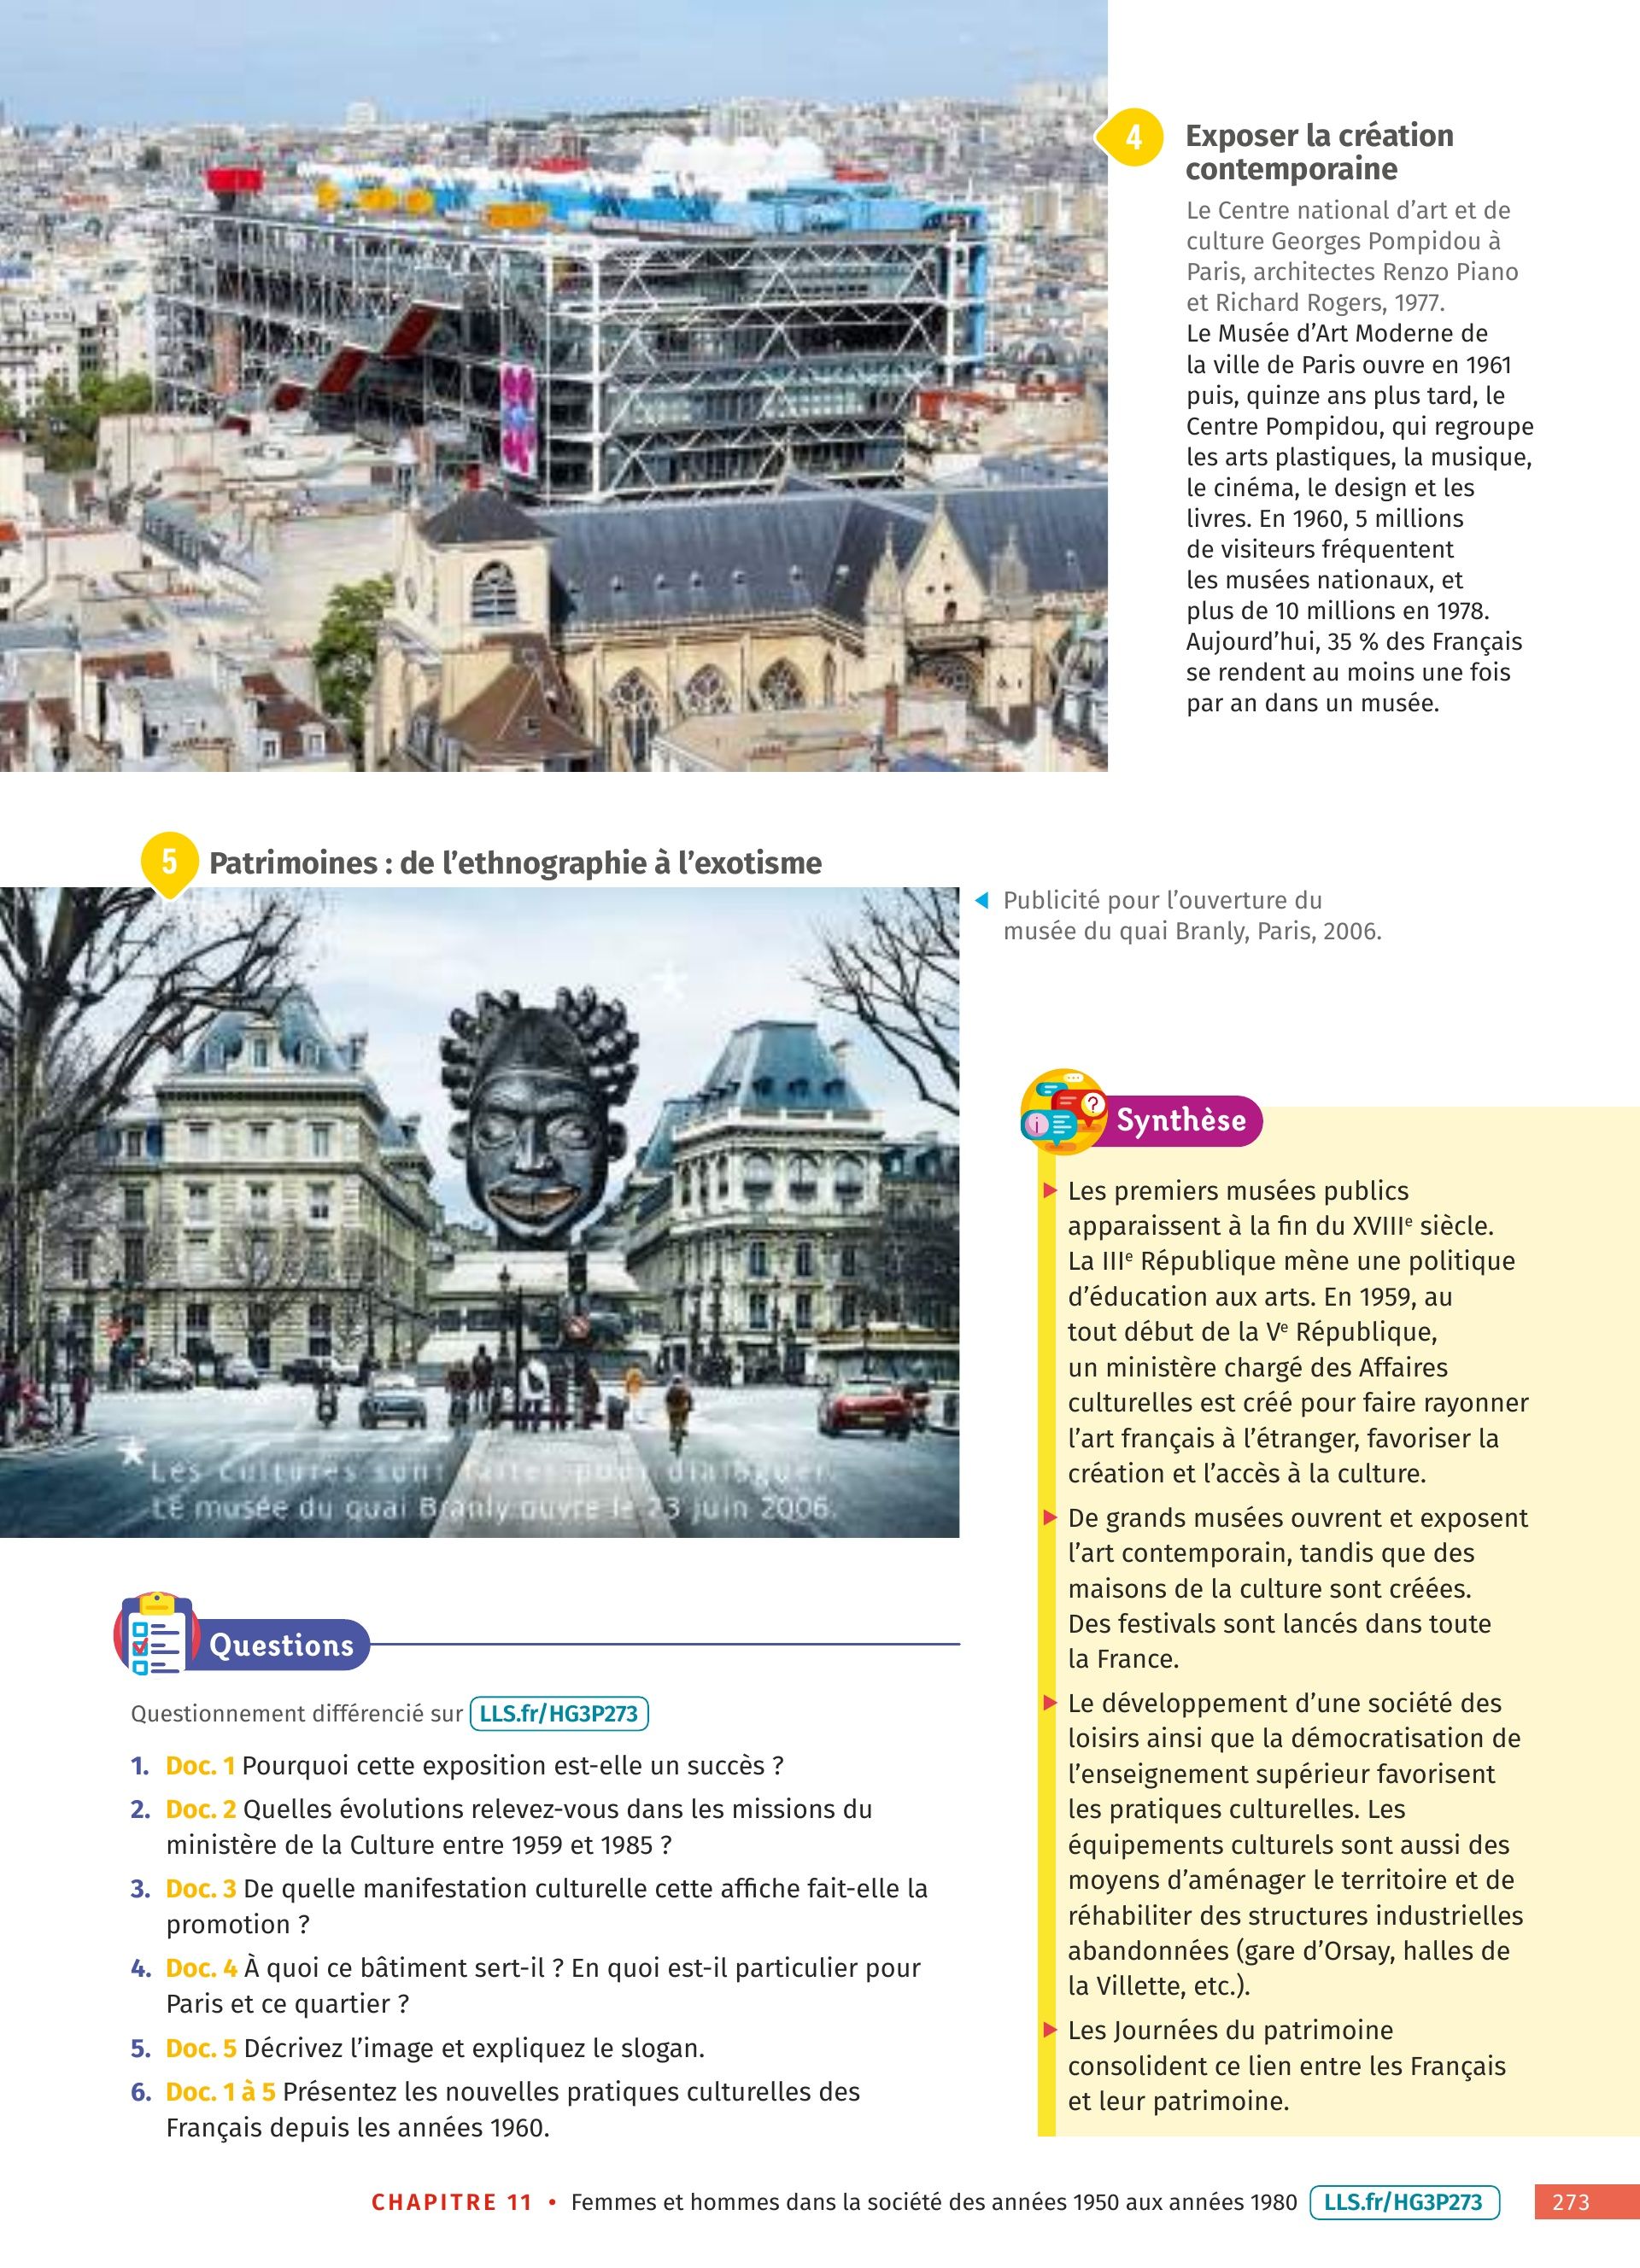 4
Exposer la création
contemporaine
Le Centre national d'art et de
culture Georges Pompidou à
Paris, architectes Renzo Piano
et Richard Rogers, 1977.
Le Musée d'Art Moderne de
la ville de Paris ouvre en 1961
puis, quinze ans plus tard, le
Centre Pompidou, qui regroupe
les arts plastiques, la musique,
le cinéma, le design et les
livres. En 1960, 5 millions
de visiteurs fréquentent
les musées nationaux, et
plus de 10 millions en 1978.
Aujourd'hui, 35 % des Français
se rendent au moins une fois
par an dans un musée.
5 Patrimoines : de l'ethnographie à l'exotisme
Publicité pour l'ouverture du
musée du quai Branly, Paris, 2006.
Les cultures sont faites pour dialoguer.
LE musée du quai Branly ouvre le 23 juin 2006.
Questions
Questionnement différencié sur LLS.fr/HG3P273
1. Doc. 1 Pourquoi cette exposition est-elle un succès ?
2. Doc. 2 Quelles évolutions relevez-vous dans les missions du
ministère de la Culture entre 1959 et 1985 ?
3. Doc. 3 De quelle manifestation culturelle cette affiche fait-elle la
promotion ?
4. Doc. 4 À quoi ce bâtiment sert-il ? En quoi est-il particulier pour
Paris et ce quartier ?
5. Doc. 5 Décrivez l'image et expliquez le slogan.
6. Doc. 1 à 5 Présentez les nouvelles pratiques culturelles des
Français depuis les années 1960.
Synthèse
Les premiers musées publics
apparaissent à la fin du XVIIIe siècle.
La IIIe République mène une politique
d'éducation aux arts. En 1959, au
tout début de la Ve République,
un ministère chargé des Affaires
culturelles est créé pour faire rayonner
l'art français à l'étranger, favoriser la
création et l'accès à la culture.
De grands musées ouvrent et exposent
l'art contemporain, tandis que des
maisons de la culture sont créées.
Des festivals sont lancés dans toute
la France.
Le développement d'une société des
loisirs ainsi que la démocratisation de
l'enseignement supérieur favorisent
les pratiques culturelles. Les
équipements culturels sont aussi des
moyens d'aménager le territoire et de
réhabiliter des structures industrielles
abandonnées (gare d'Orsay, halles de
la Villette, etc.).
Les Journées du patrimoine
consolident ce lien entre les Français
et leur patrimoine.
CHAPITRE 11 • Femmes et hommes dans la société des années 1950 aux années 1980 LLS.fr/HG3P273 273